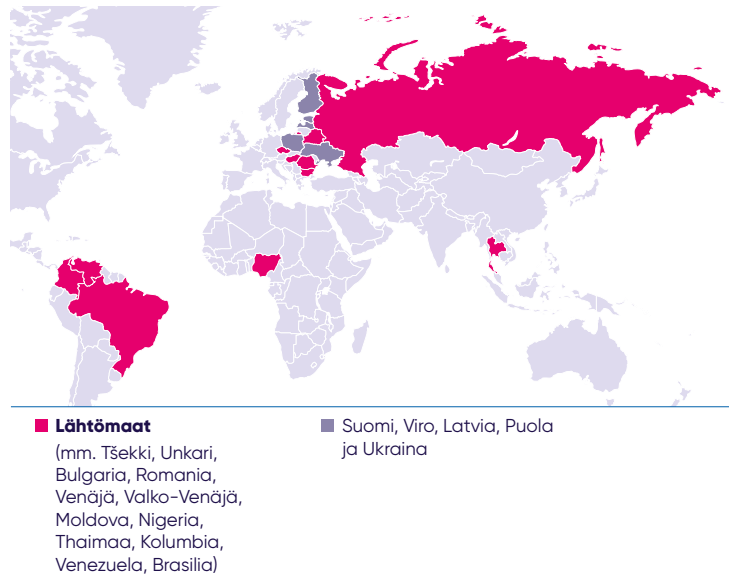 Lähtömaat
(mm. Tšekki, Unkari,
Bulgaria, Romania,
Venäjä, Valko-Venäjä,
Moldova, Nigeria,
Thaimaa, Kolumbia,
Venezuela, Brasilia)
Suomi, Viro, Latvia, Puola
ja Ukraina